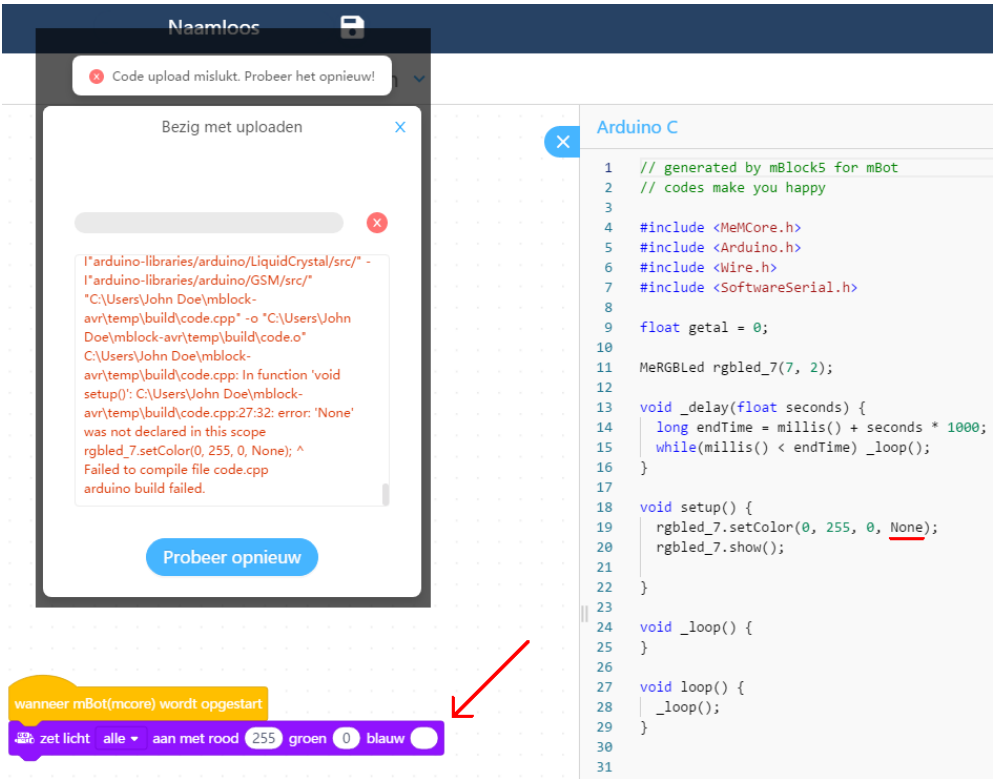 Naamloos
Code upload mislukt. Probeer het opnieuw!
Bezig met uploaden
X
I"arduino-libraries/arduino/LiquidCrystal/src/" -
I"arduino-libraries/arduino/GSM/src/"
"C:\Users\John Doe\mblock-
avr\temp\build\code.cpp" -o "C:\Users\John
Doe\mblock-avr\temp\build\code.o"
C:\Users\John Doe\mblock-
avr\temp\build\code.cpp: In function 'void
setup()': C:\Users\John Doe\mblock-
avr\temp\build\code.cpp:27:32: error: 'None'
was not declared in this scope
rgbled_7.setColor(0, 255, 0, None); ^
Failed to compile file code.cpp
arduino build failed.
Probeer opnieuw
wanneer mBot(mcore) wordt opgestart
zet licht alle aan met rood 255 groen 0 blauw
Arduino C
1 // generated by mBlock5 for mBot
2 // codes make you happy
3
4 #include <MeMCore.h>
5 #include <Arduino.h>
6 #include <Wire.h>
7 #include <SoftwareSerial.h>
8
9 float getal = 0;
10
11 MeRGBLed rgbled_7(7, 2);
12
13 void _delay(float seconds) {
14 long endTime = millis() + seconds * 1000;
15 while(millis() < endTime) _loop();
16 }
17
18 void setup() {
19 rgbled_7.setColor(0, 255, 0, None);
20 rgbled_7.show();
21
22 }
23
24 void _loop() {
25 }
26
27 void loop() {
28 _loop();
29 }
30
31